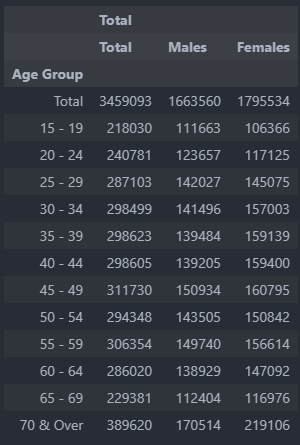 Total
Total Males Females
Age Group
Total 3459093 1663560 1795534
15 - 19 218030 111663 106366
20 - 24 240781 123657 117125
25 - 29 287103 142027 145075
30 - 34 298499 141496 157003
35 - 39 298623 139484 159139
40 - 44 298605 139205 159400
45 - 49 311730 150934 160795
50 - 54 294348 143505 150842
55 - 59 306354 149740 156614
60 - 64 286020 138929 147092
65 - 69 229381 112404 116976
70 & Over 389620 170514 219106